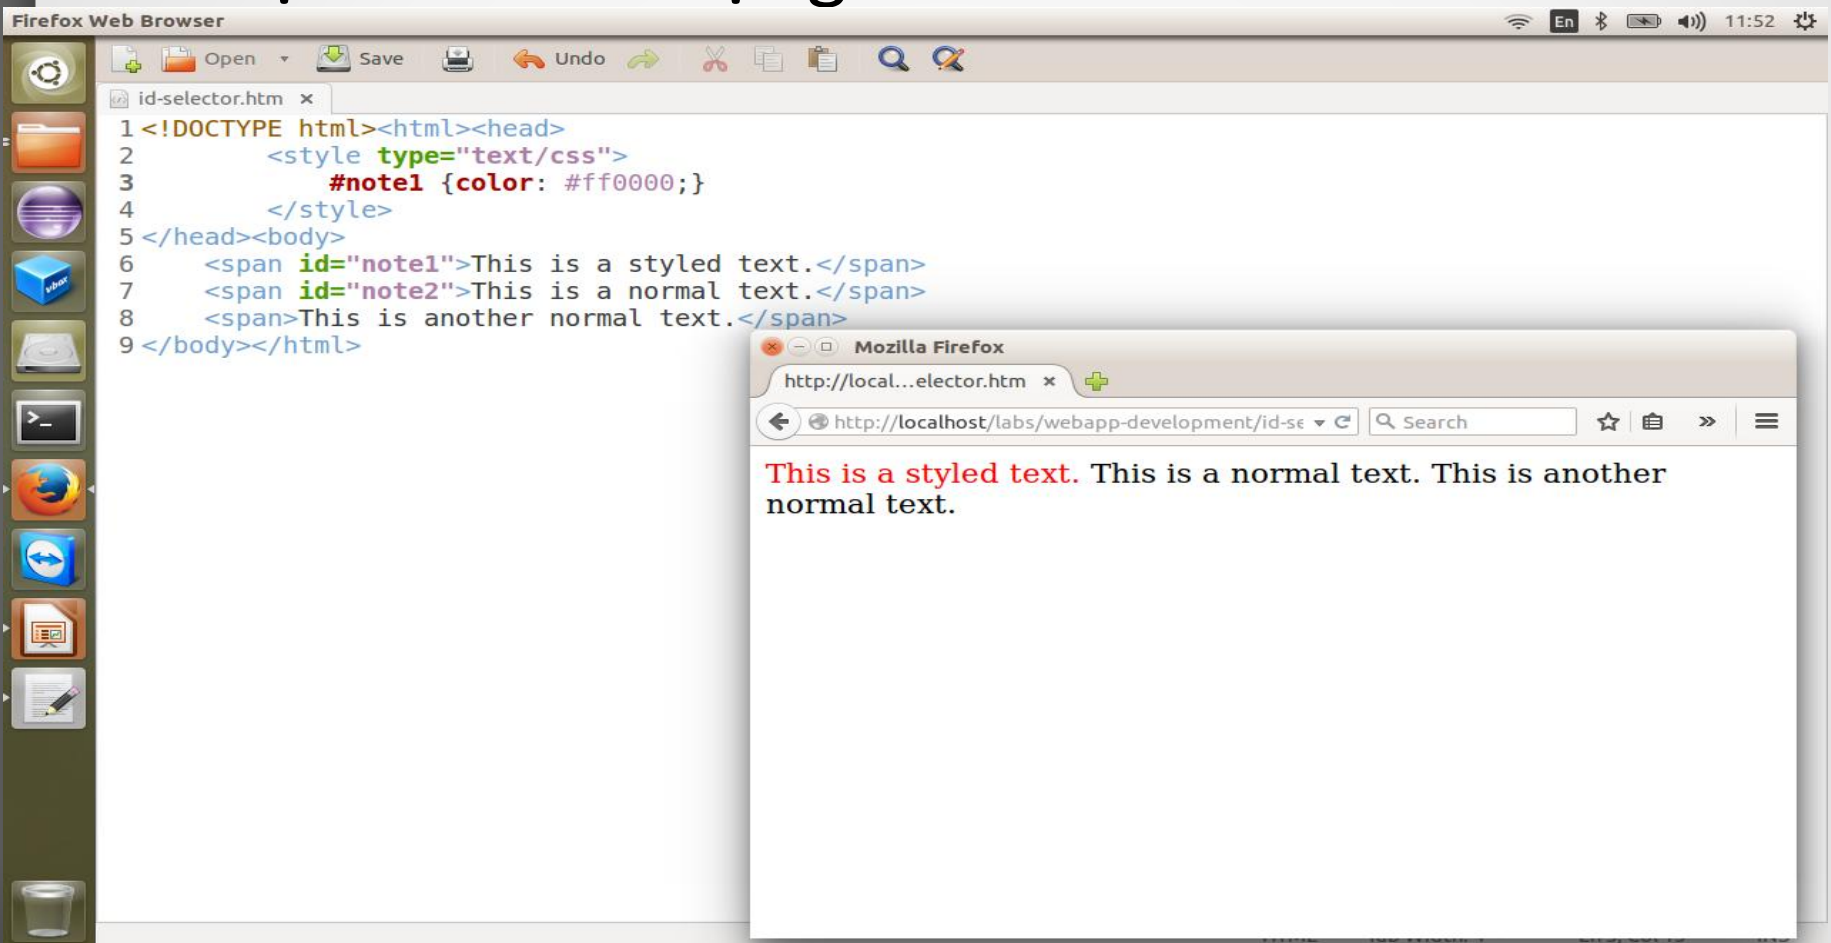 Firefox Web Browser
En
11:52
Open
Save
Undo
id-selector.htm
1 <!DOCTYPE html><html><head>
2 <style type="text/css">
3 #note1 {color: #ff0000;}
4 </style>
5 </head><body>
6 <span id="note1">This is a styled text.</span>
7 <span id="note2">This is a normal text.</span>
8 <span>This is another normal text.</span>
9 </body></html>
vbox
>_
Mozilla Firefox
http://local...elector.htm
http://localhost/labs/webapp-development/id-se
Search
This is a styled text. This is a normal text. This is another
normal text.